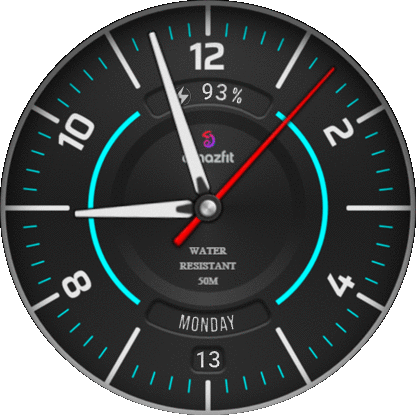 12
93%
10
2
amazfit
WATER
RESISTANT
50M
8
4
MONDAY
13